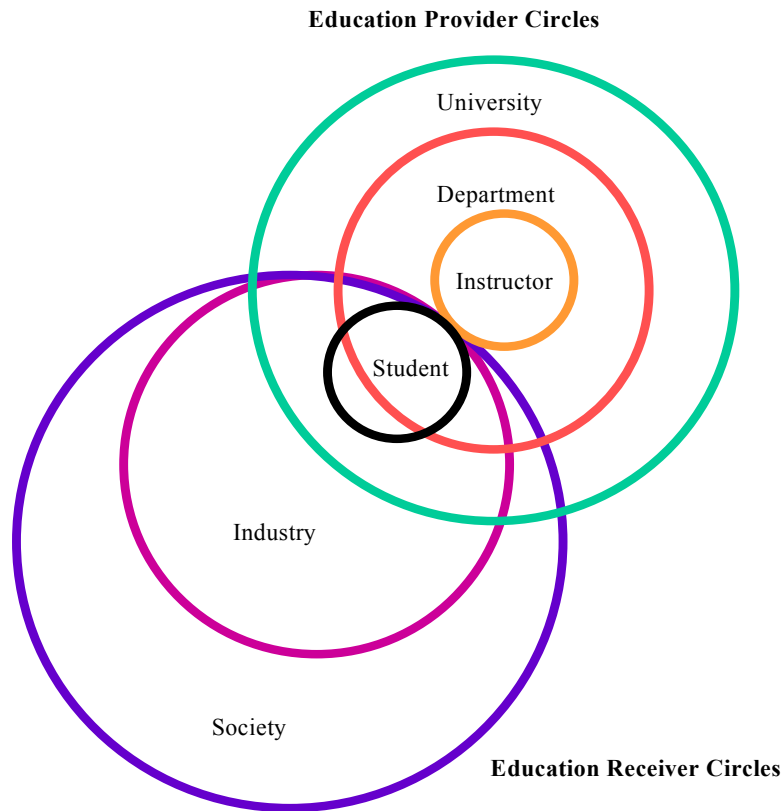 Education Provider Circles
University
Department
Instructor
Student
Industry
Society
Education Receiver Circles